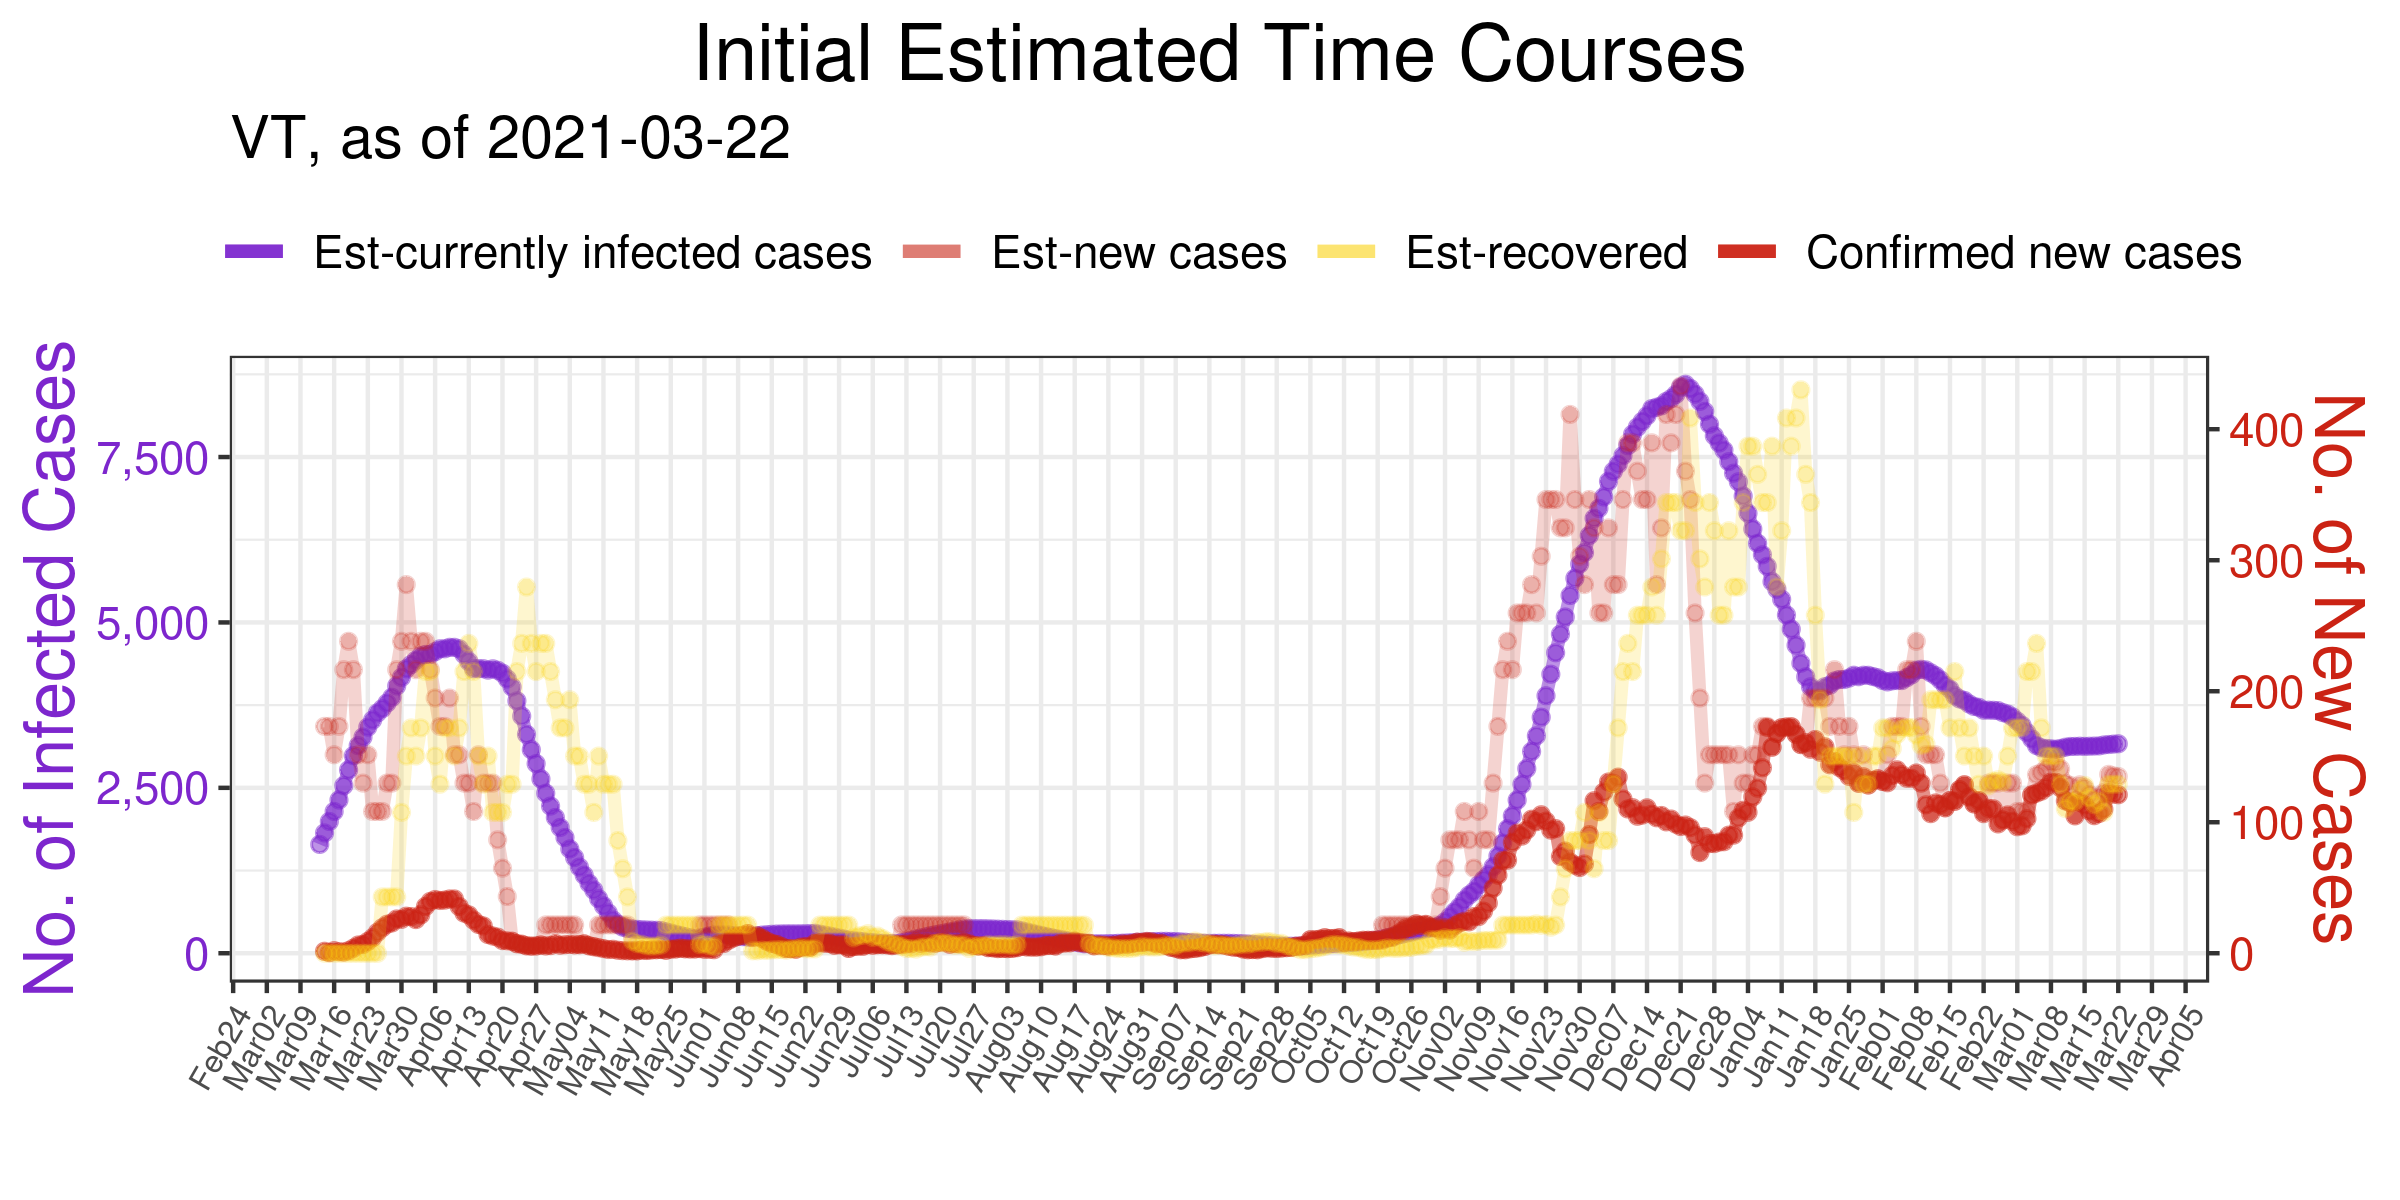 Initial Estimated Time Courses
VT, as of 2021-03-22
Est-currently infected cases
Est-new cases
Est-recovered
Confirmed new cases
No. of Infected Cases
7,500
5,000
2,500
0
No. of New Cases
400
300
200
100
0
Feb24
Mar02
Mar09
Mar16
Mar23
Mar30
Apr06
Apr13
Apr20
Apr27
May04
May11
May18
May25
Jun01
Jun08
Jun15
Jun22
Jun29
Jul06
Jul13
Jul20
Jul27
Aug03
Aug10
Aug17
Aug24
Aug31
Sep07
Sep14
Sep21
Sep28
Oct05
Oct12
Oct19
Oct26
Nov02
Nov09
Nov16
Nov23
Nov30
Dec07
Dec14
Dec21
Dec28
Jan04
Jan11
Jan18
Jan25
Feb01
Feb08
Feb15
Feb22
Mar01
Mar08
Mar15
Mar22
Mar29
Apr05